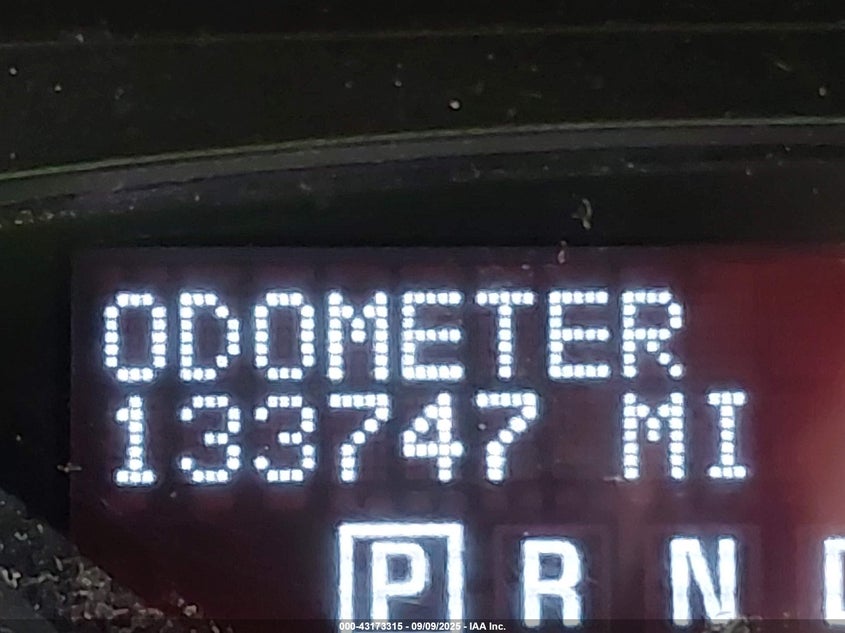 ODOMETER
133747 MI
P R N
000-43173315 - 09/09/2025 - IAA Inc.